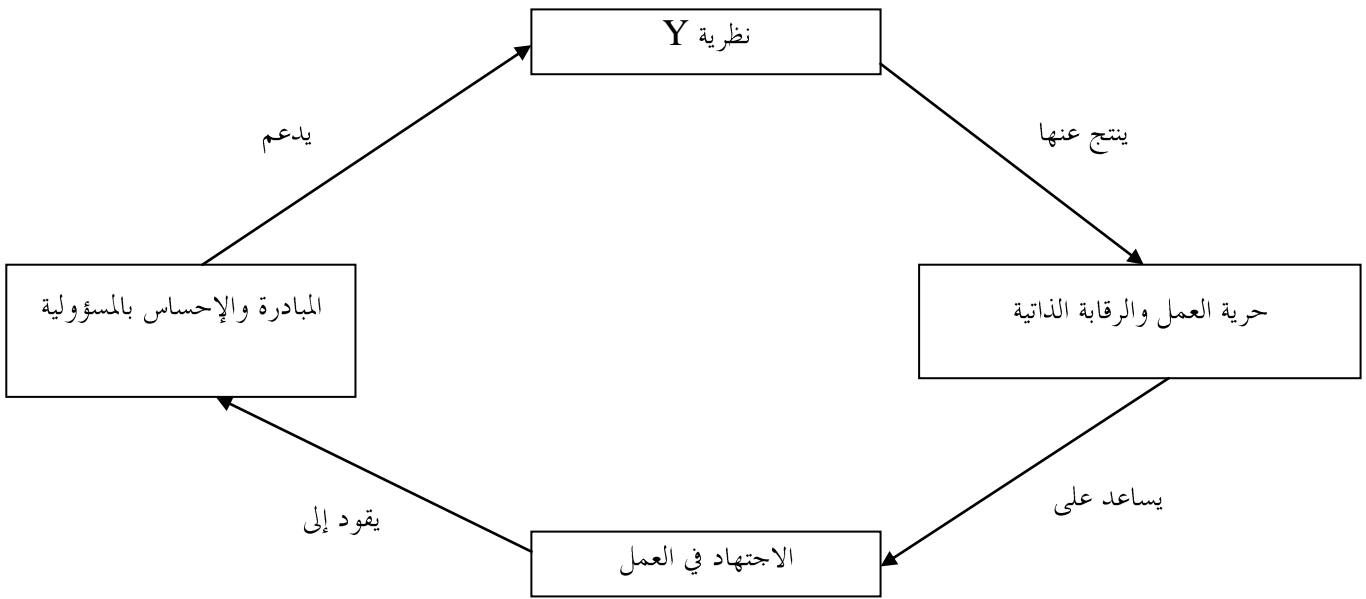 نظرية Y
يدعم
ينتج عنها
المبادرة والإحساس بالمسؤولية
حرية العمل والرقابة الذاتية
يساعد على
يقود إلى
الاجتهاد في العمل